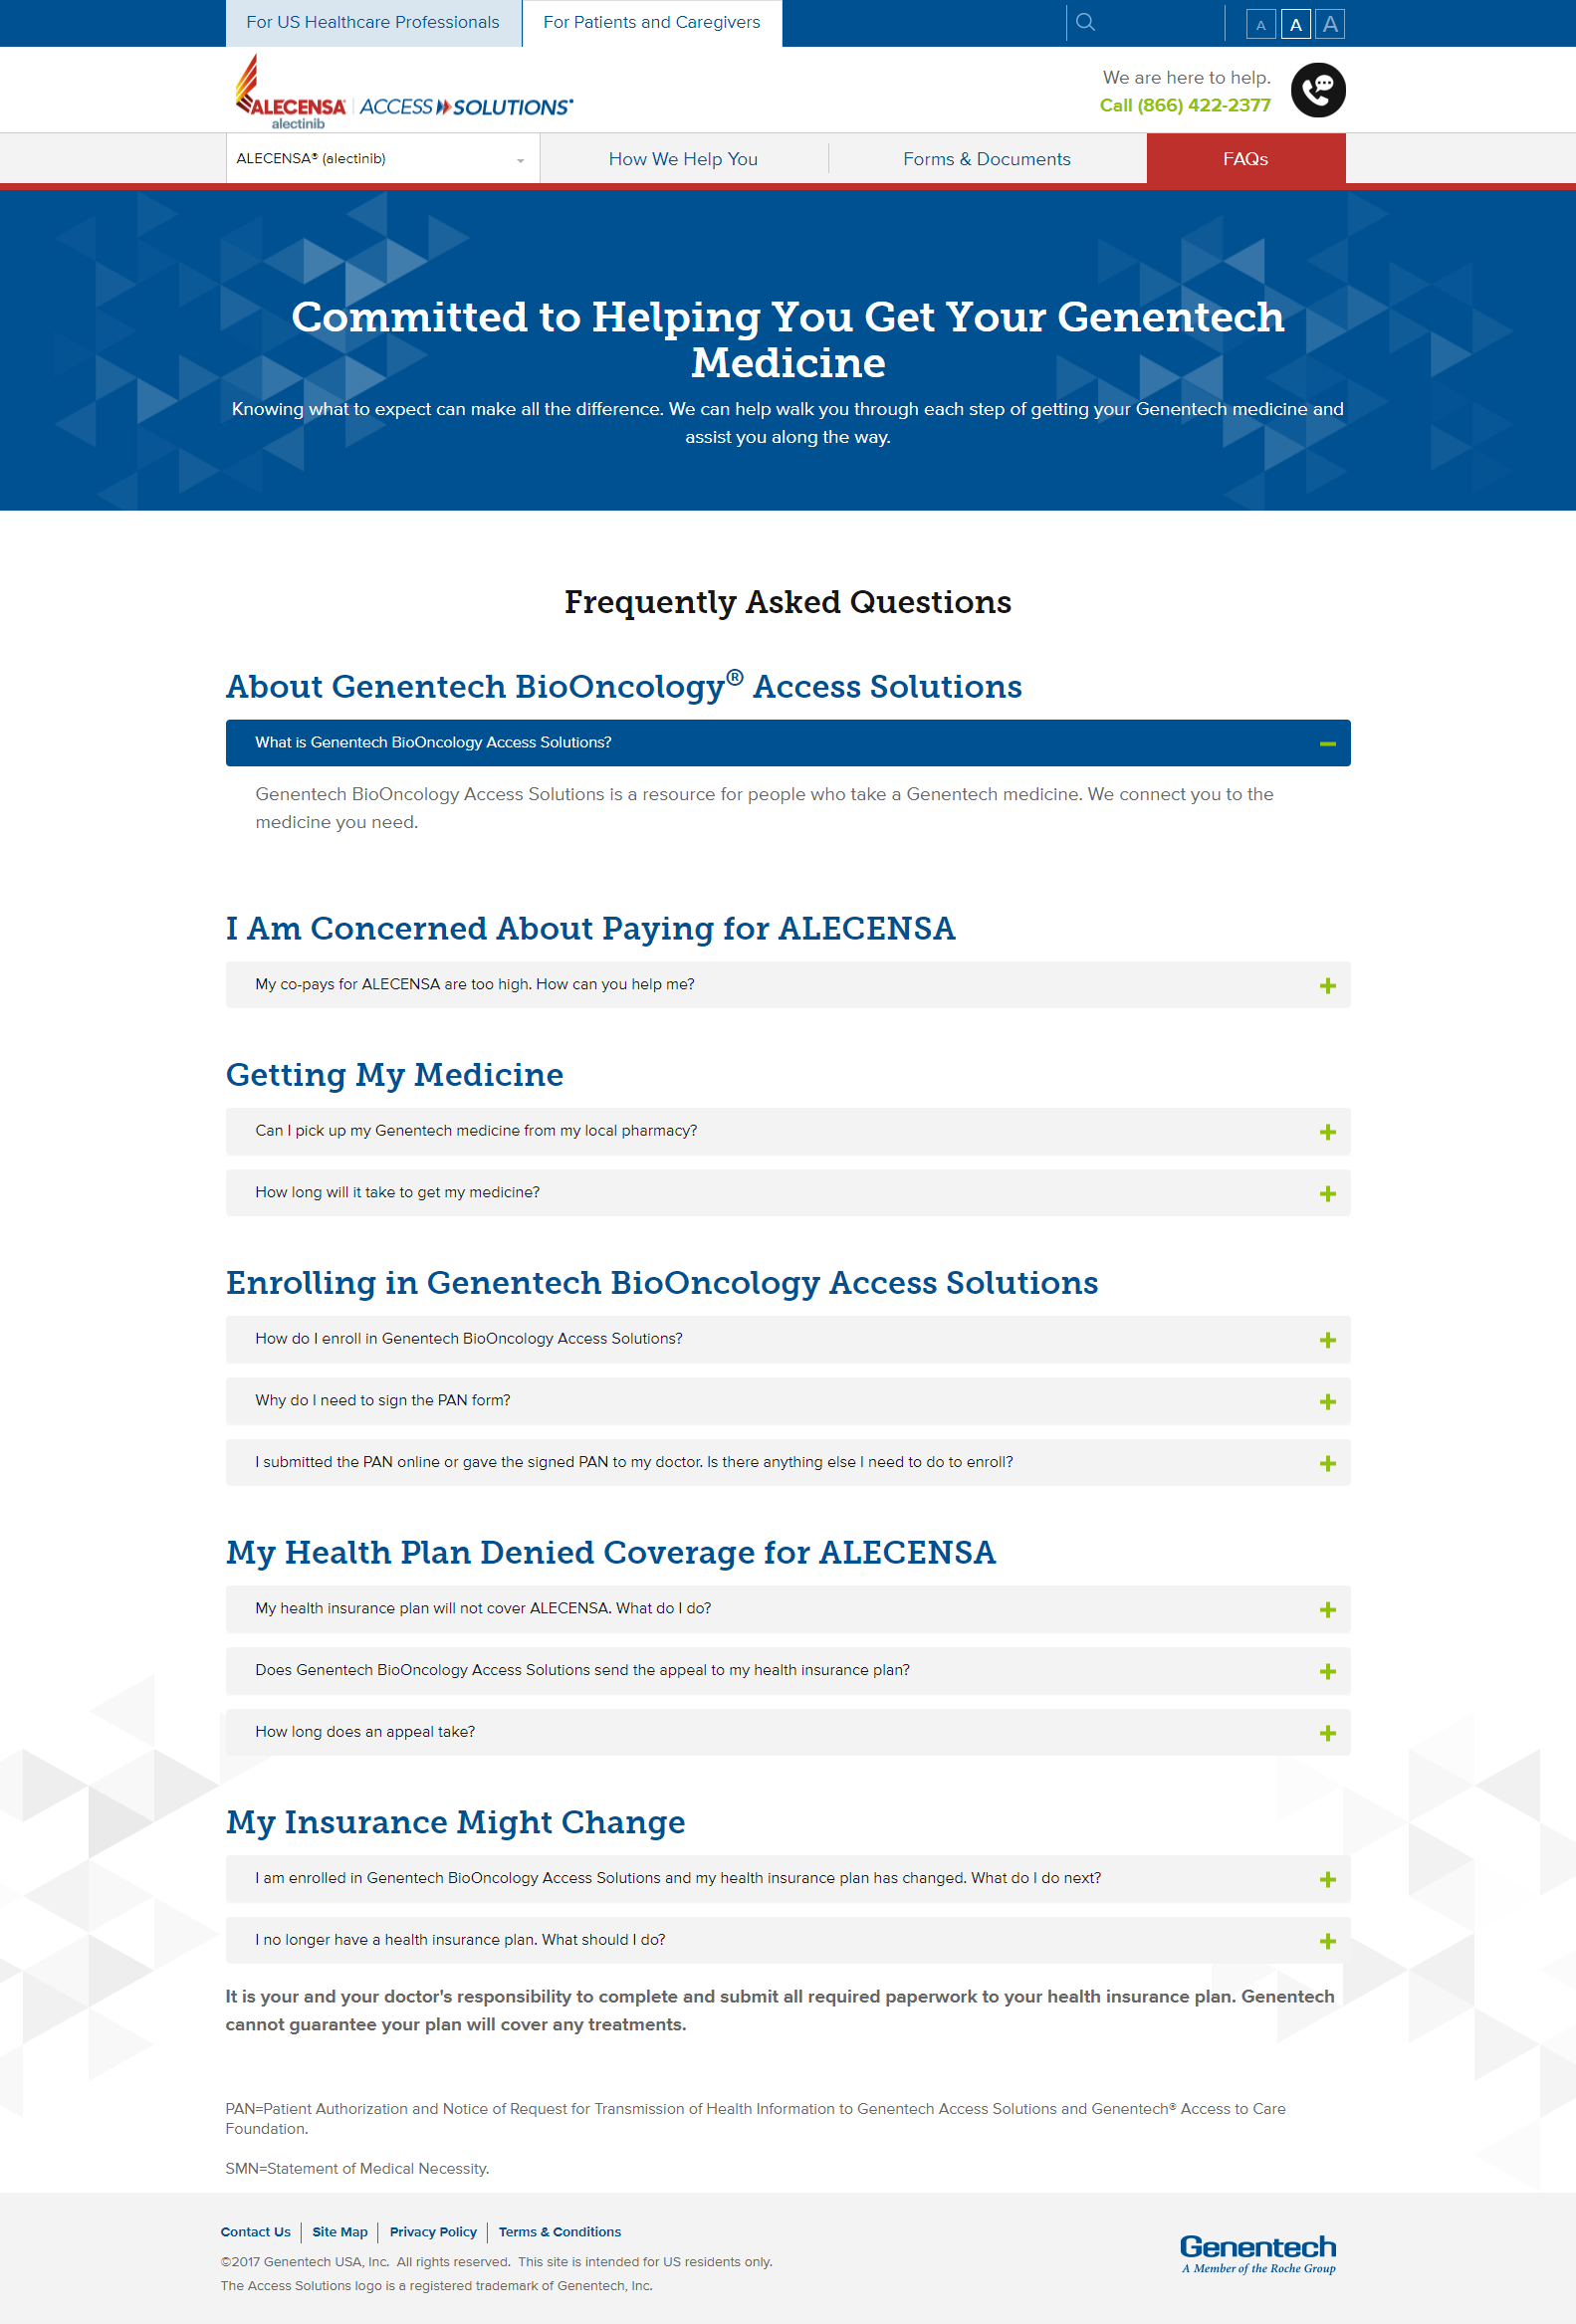 For US Healthcare Professionals
For Patients and Caregivers
A A A
ALECENSA®
alectinib
ACCESS SOLUTIONS®
We are here to help.
Call (866) 422-2377
ALECENSA® (alectinib)
How We Help You
Forms & Documents
FAQs
Committed to Helping You Get Your Genentech
Medicine
Knowing what to expect can make all the difference. We can help walk you through each step of getting your Genentech medicine and
assist you along the way.
Frequently Asked Questions
About Genentech BioOncology® Access Solutions
What is Genentech BioOncology Access Solutions?
Genentech BioOncology Access Solutions is a resource for people who take a Genentech medicine. We connect you to the
medicine you need.
I Am Concerned About Paying for ALECENSA
My co-pays for ALECENSA are too high. How can you help me?
Getting My Medicine
Can I pick up my Genentech medicine from my local pharmacy?
How long will it take to get my medicine?
Enrolling in Genentech BioOncology Access Solutions
How do I enroll in Genentech BioOncology Access Solutions?
Why do I need to sign the PAN form?
I submitted the PAN online or gave the signed PAN to my doctor. Is there anything else I need to do to enroll?
My Health Plan Denied Coverage for ALECENSA
My health insurance plan will not cover ALECENSA. What do I do?
Does Genentech BioOncology Access Solutions send the appeal to my health insurance plan?
How long does an appeal take?
My Insurance Might Change
I am enrolled in Genentech BioOncology Access Solutions and my health insurance plan has changed. What do I do next?
I no longer have a health insurance plan. What should I do?
It is your and your doctor's responsibility to complete and submit all required paperwork to your health insurance plan. Genentech
cannot guarantee your plan will cover any treatments.
PAN=Patient Authorization and Notice of Request for Transmission of Health Information to Genentech Access Solutions and Genentech® Access to Care
Foundation.
SMN=Statement of Medical Necessity.
Contact Us | Site Map | Privacy Policy | Terms & Conditions
©2017 Genentech USA, Inc. All rights reserved. This site is intended for US residents only.
The Access Solutions logo is a registered trademark of Genentech, Inc.
Genentech
A Member of the Roche Group